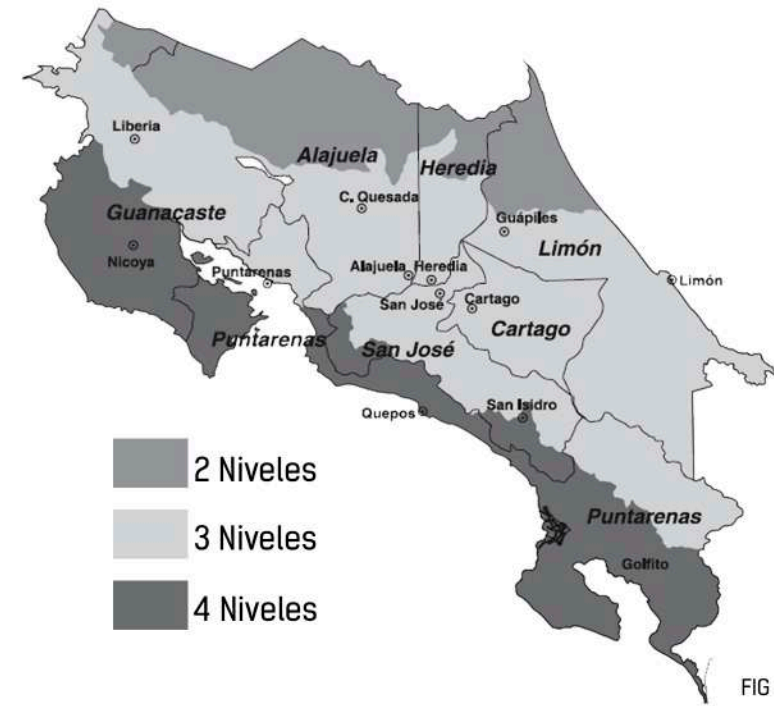 Liberia
Alajuela
Heredia
C. Quesada
Guanacaste
Guápiles
Limón
Nicoya
Puntarenas
Alajuela
Heredia
Limón
San José
Cartago
Cartago
Puntarenas
San José
Quepos
San Isidro
2 Niveles
3 Niveles
Puntarenas
Golfito
4 Niveles
FIG